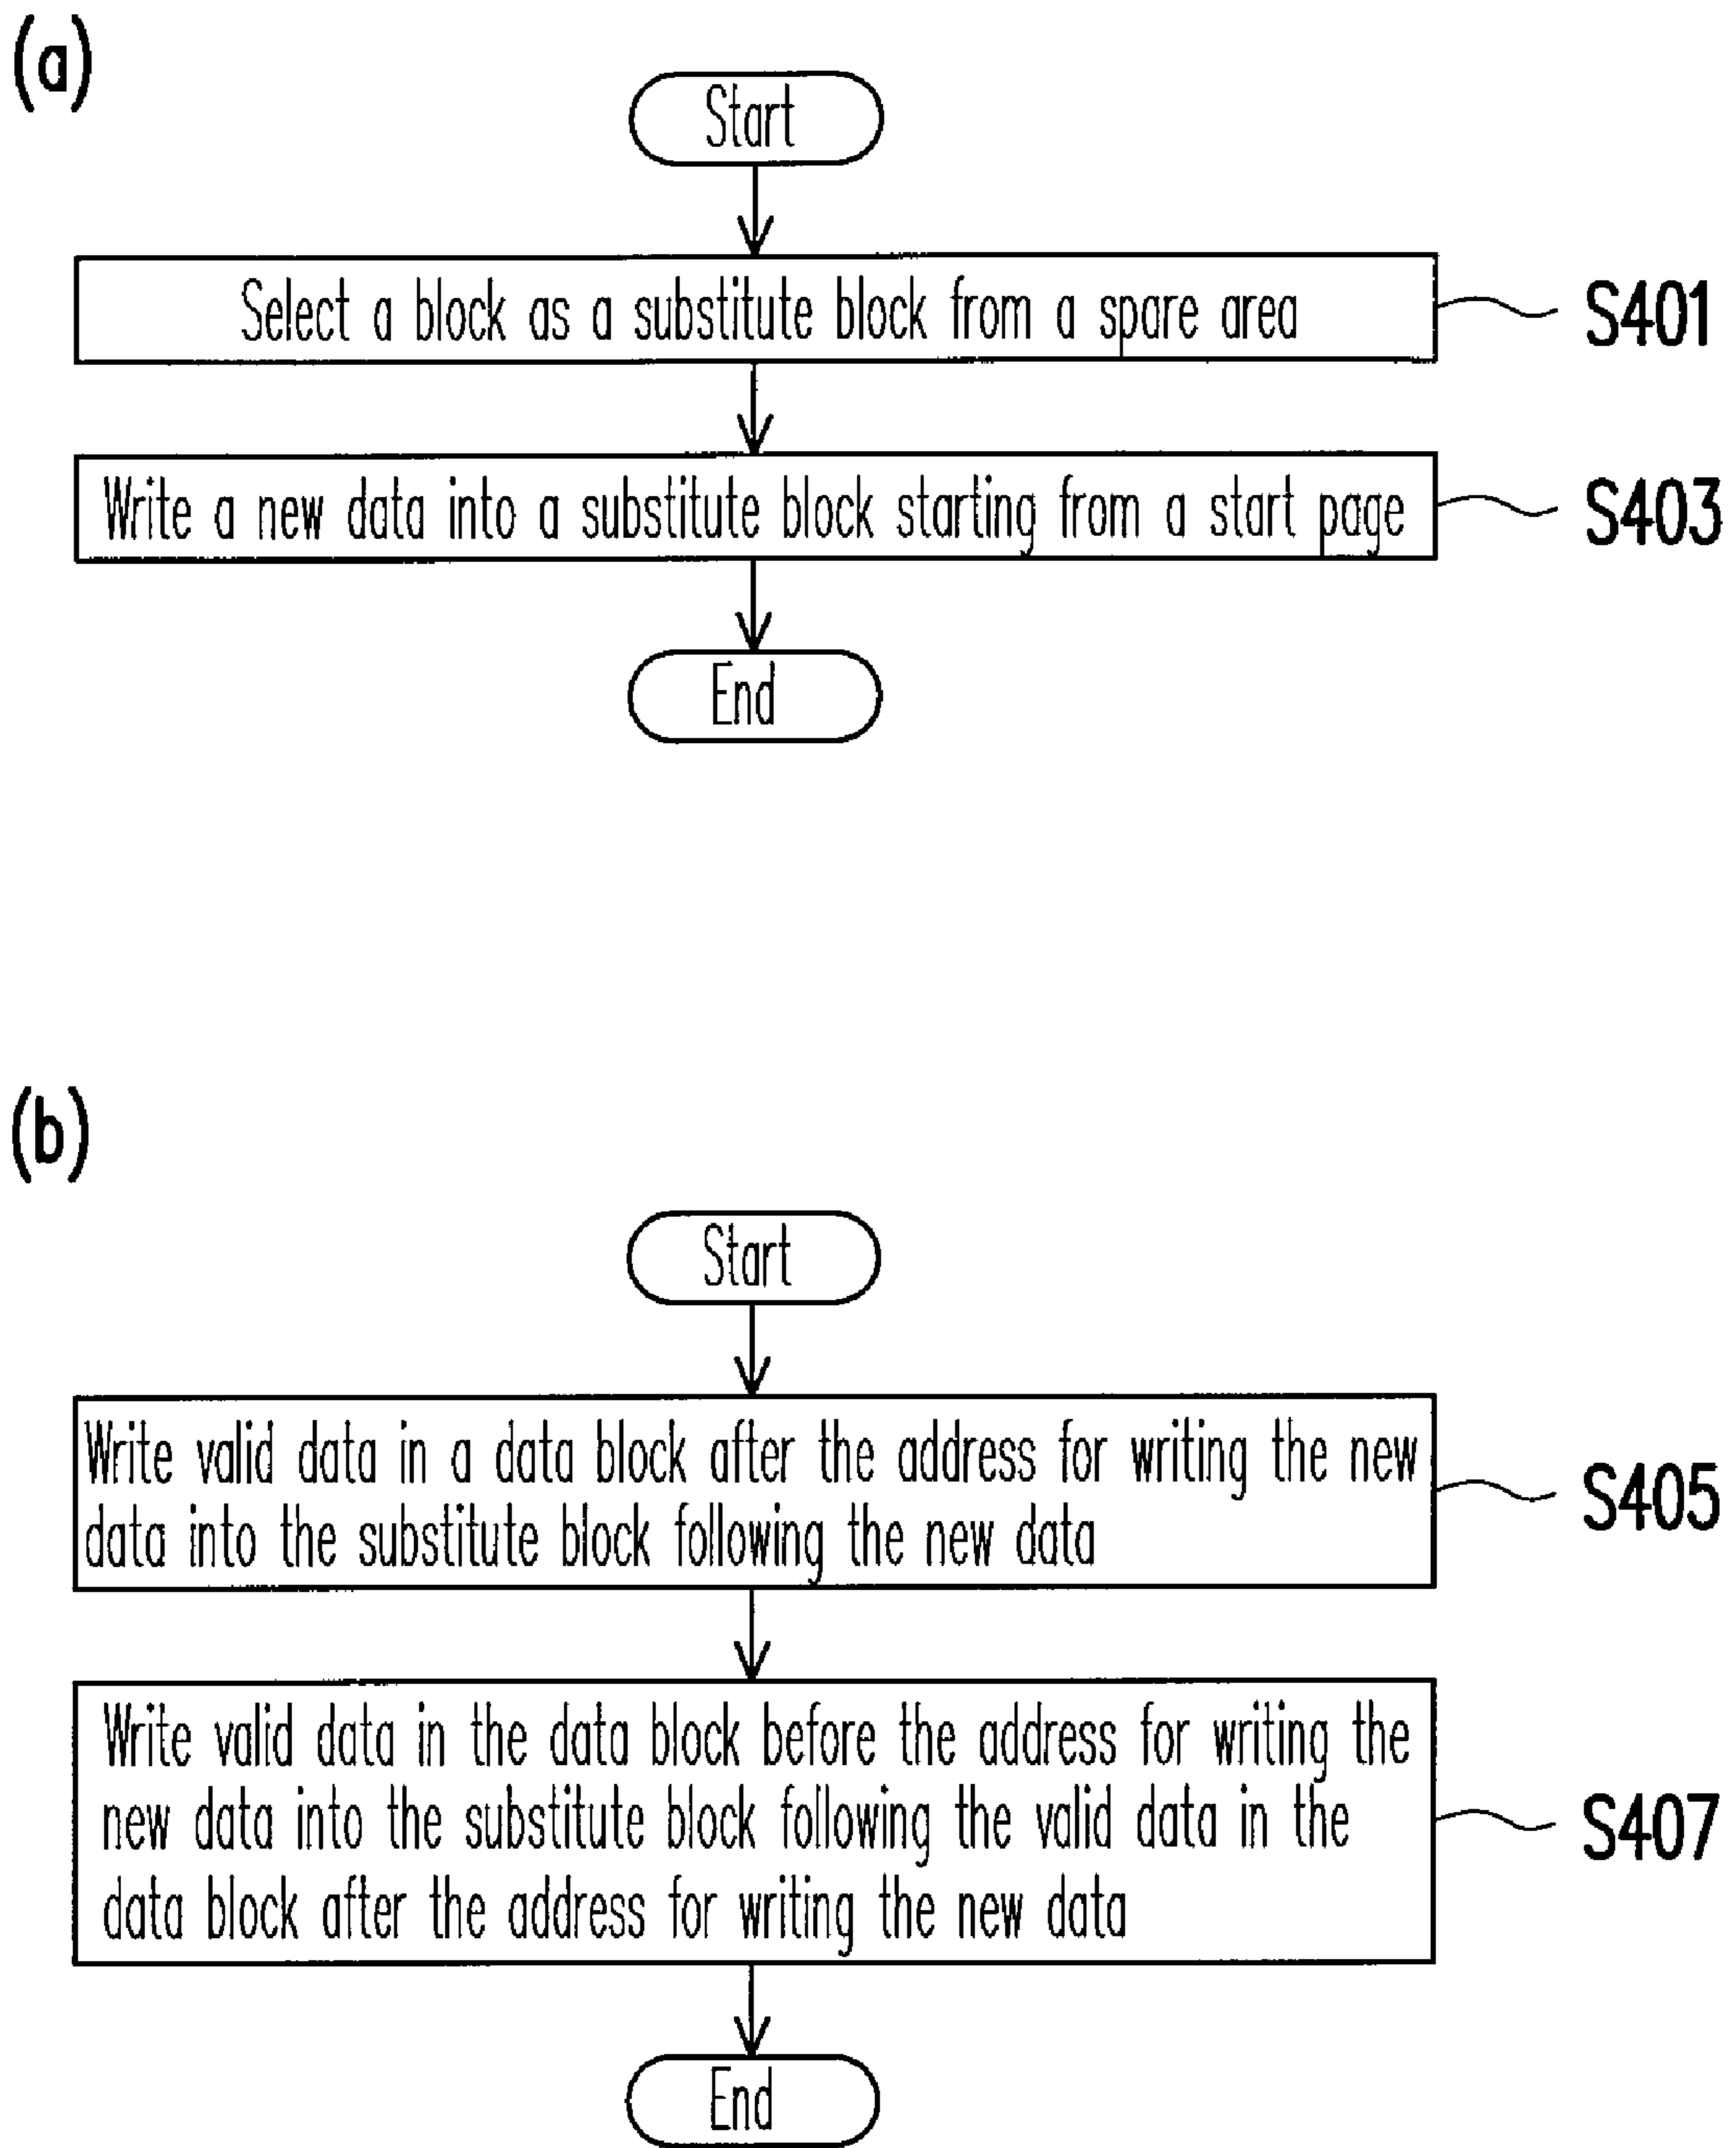 (a)
Start
Select a block as a substitute block from a spare area
S401
Write a new data into a substitute block starting from a start page
S403
End
(b)
Start
Write valid data in a data block after the address for writing the new
data into the substitute block following the new data
S405
Write valid data in the data block before the address for writing the
new data into the substitute block following the valid data in the
data block after the address for writing the new data
S407
End